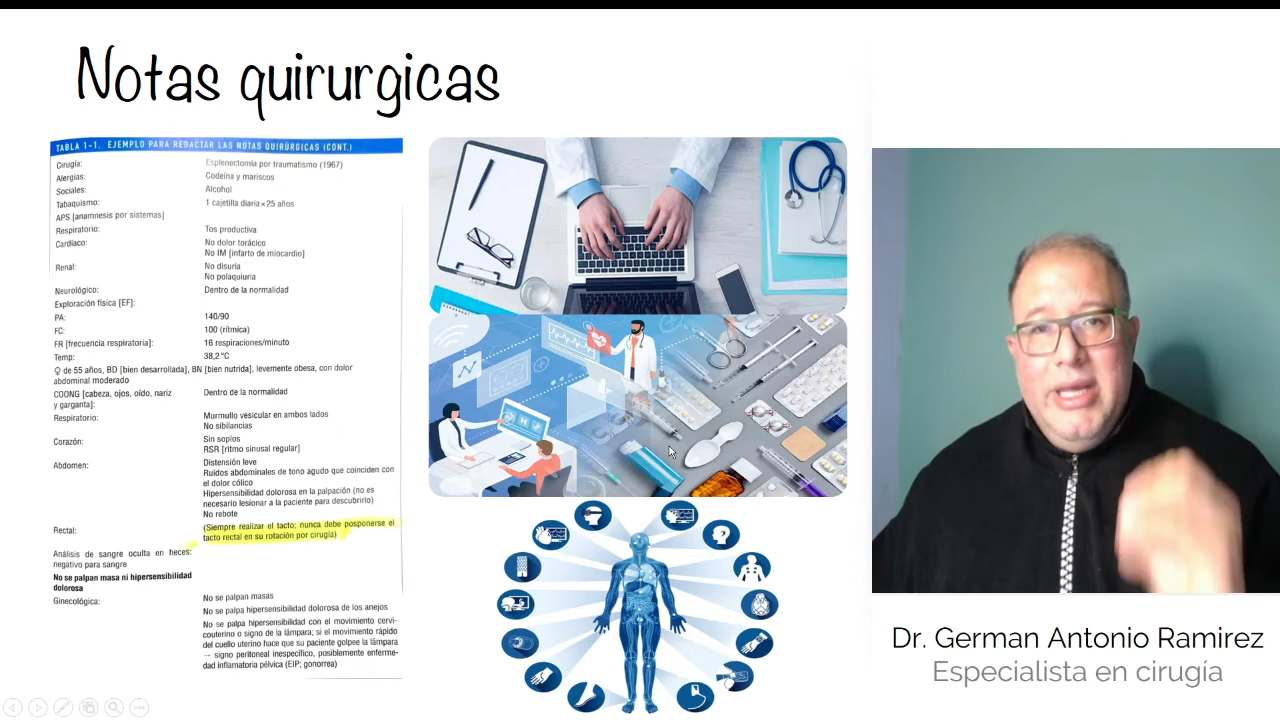 Notas quirurgicas
TABLA 1-1. EJEMPLO PARA REDACTAR LAS NOTAS QUIRÚRGICAS (CONT.)
Cirugía: Esplenectomía por traumatismo (1967)
Alergias: Codeína y mariscos
Sociales: Alcohol
Tabaquismo: 1 cajetilla diaria × 25 años
APS [anamnesis por sistemas]
Respiratorio: Tos productiva
Cardíaco: No dolor torácico
No IM [infarto de miocardio]
Renal: No disuria
No polaquiuria
Neurológico: Dentro de la normalidad
Exploración física [EF]:
PA: 140/90
FC: 100 (rítmica)
FR [frecuencia respiratoria]: 16 respiraciones/minuto
Temp: 38,2 °C
♀ de 55 años, BD [bien desarrollada], BN [bien nutrida], levemente obesa, con dolor
abdominal moderado
COONG [cabeza, ojos, oído, nariz Dentro de la normalidad
y garganta]:
Respiratorio: Murmullo vesicular en ambos lados
No sibilancias
Corazón: Sin soplos
RSR [ritmo sinusal regular]
Abdomen: Distensión leve
Ruidos abdominales de tono agudo que coinciden con
el dolor cólico
Hipersensibilidad dolorosa en la palpación (no es
necesario lesionar a la paciente para descubrirlo)
No rebote
Rectal: (Siempre realizar el tacto; nunca debe posponerse el
tacto rectal en su rotación por cirugía)
Análisis de sangre oculta en heces:
negativo para sangre
No se palpan masa ni hipersensibilidad
dolorosa
Ginecológica: No se palpan masas
No se palpa hipersensibilidad dolorosa de los anejos
No se palpa hipersensibilidad con el movimiento cervi-
couterino o signo de la lámpara; si el movimiento rápido
del cuello uterino hace que su paciente golpee la lámpara
→ signo peritoneal inespecífico, posiblemente enferme-
dad inflamatoria pélvica (EIP; gonorrea)
Dr. German Antonio Ramirez
Especialista en cirugía